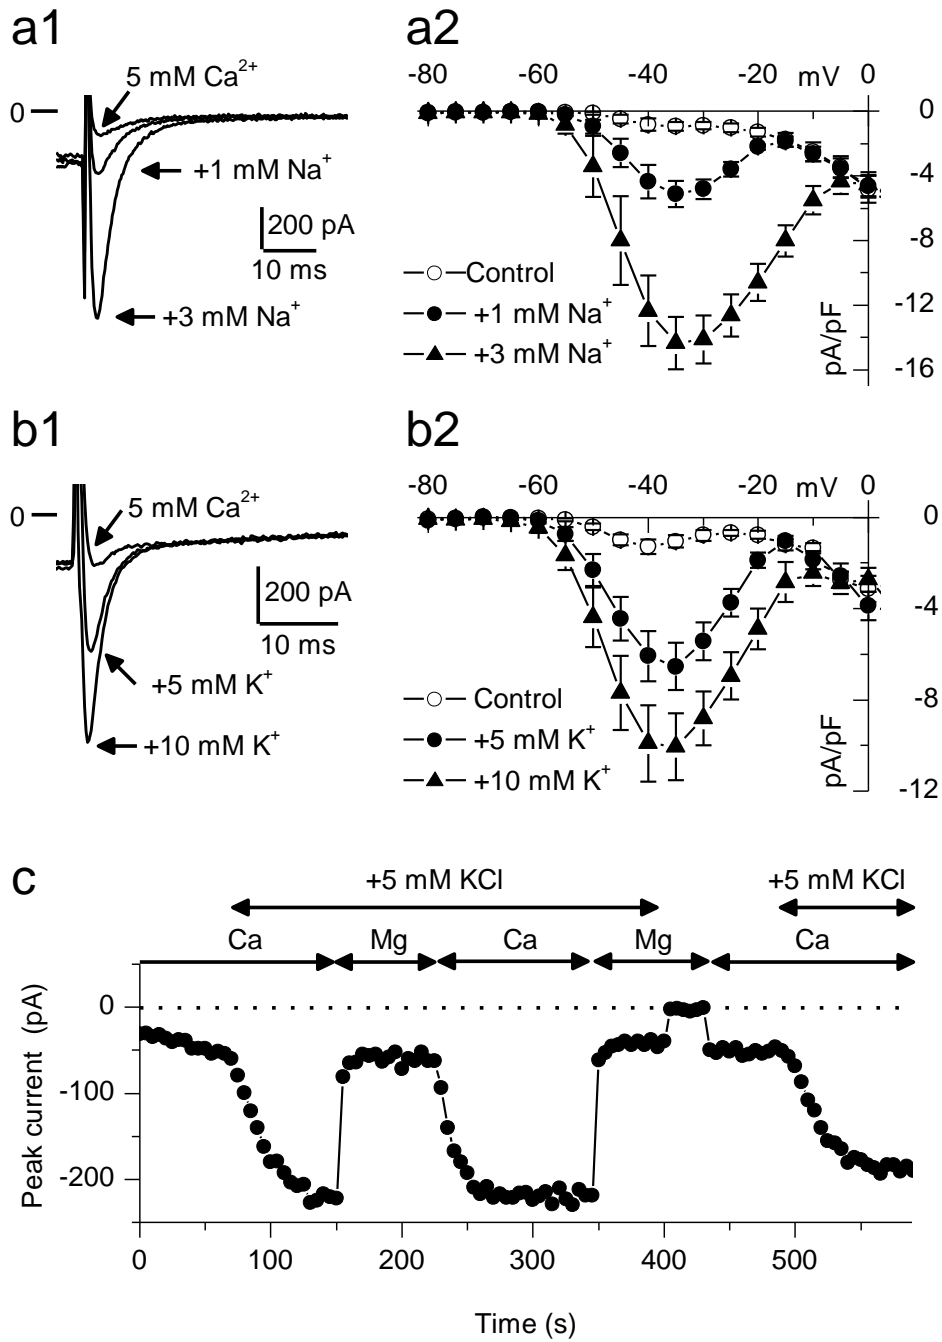 a1
5 mM Ca²⁺
0
+1 mM Na⁺
200 pA
10 ms
+3 mM Na⁺
a2
-80 -60 -40 -20 mV 0
0
-4
-8
-12
-16
pA/pF
Control
+1 mM Na⁺
+3 mM Na⁺
b1
5 mM Ca²⁺
0
200 pA
10 ms
+5 mM K⁺
+10 mM K⁺
b2
-80 -60 -40 -20 mV 0
0
-4
-8
-12
pA/pF
Control
+5 mM K⁺
+10 mM K⁺
c
+5 mM KCl +5 mM KCl
Ca Mg Ca Mg Ca
0
-100
-200
Peak current (pA)
0 100 200 300 400 500
Time (s)